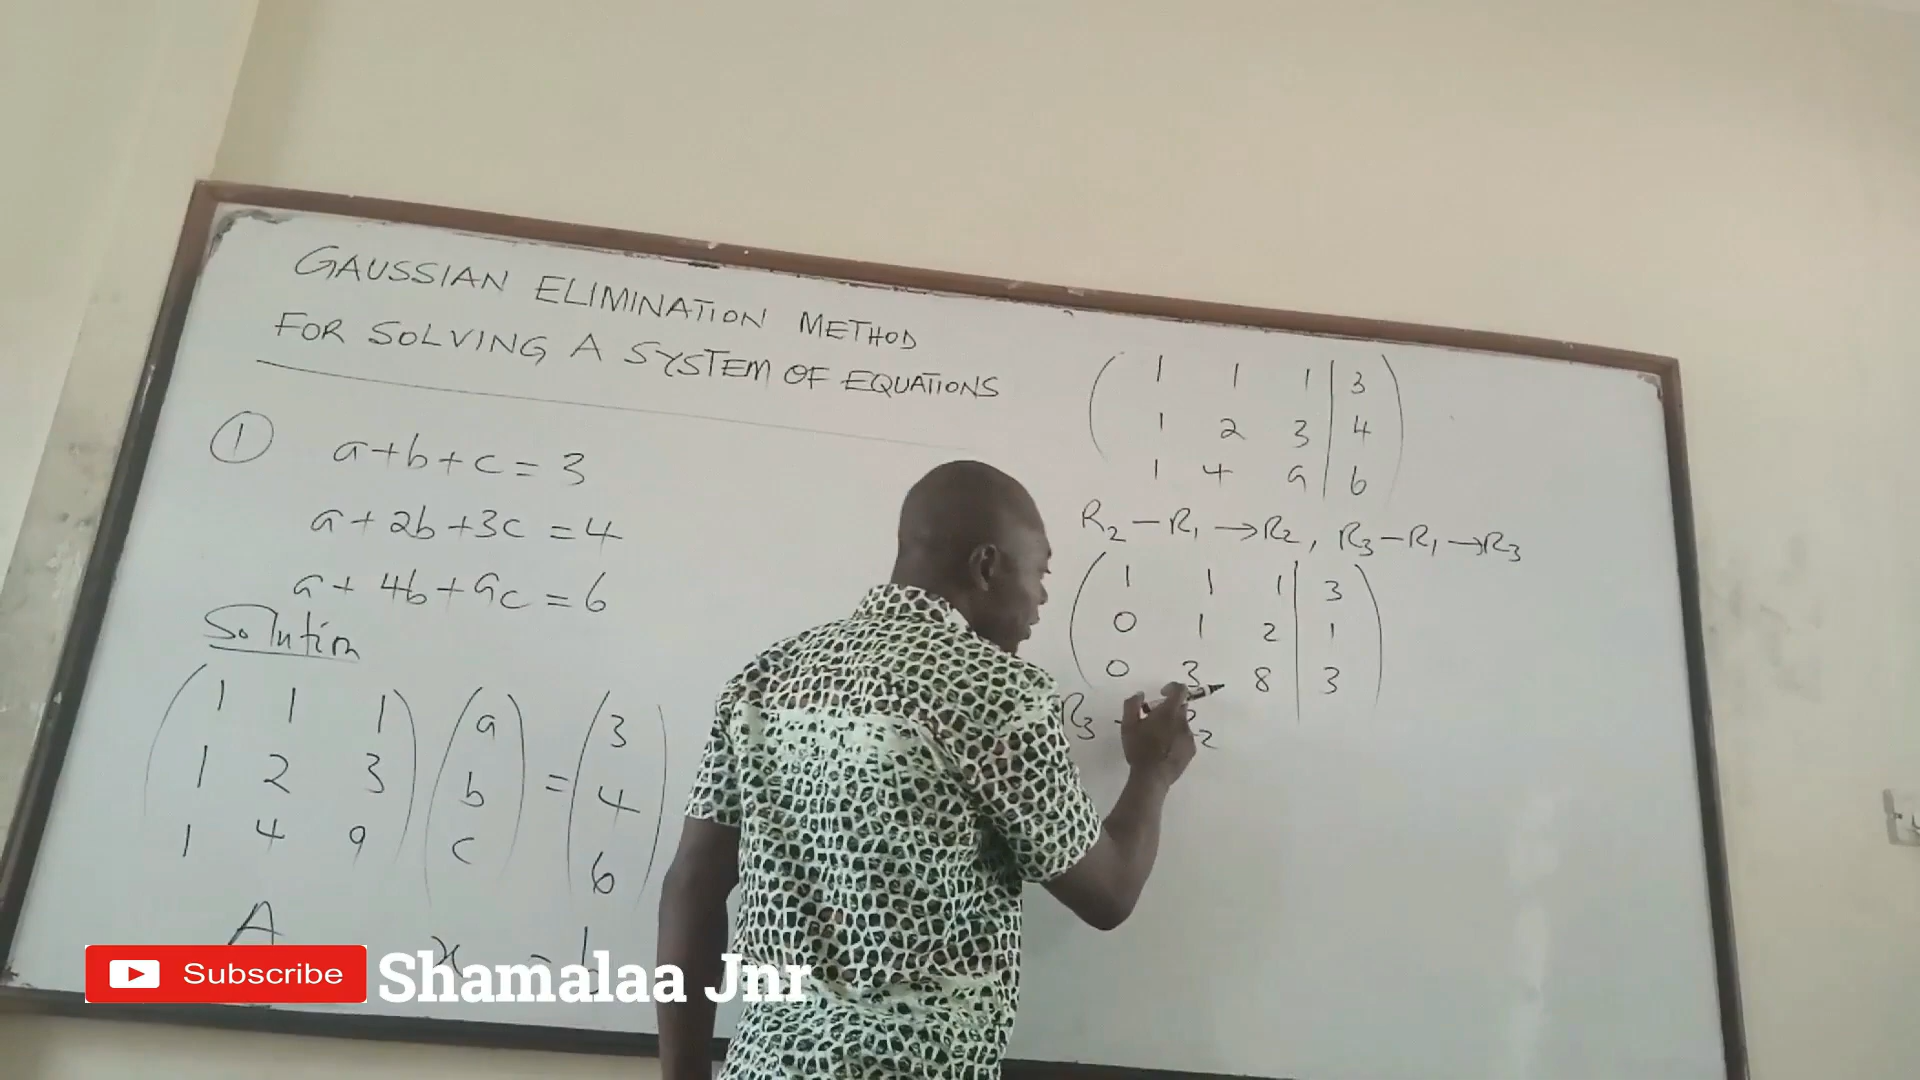 GAUSSIAN ELIMINATION METHOD
FOR SOLVING A SYSTEM OF EQUATIONS
① a+b+c=3
a+2b+3c=4
a+4b+9c=6
Solution
1 1 1 a 3
1 2 3 b = 4
1 4 9 c 6
A x = b
1 1 1 | 3
1 2 3 | 4
1 4 9 | 6
R2 - R1 → R2, R3 - R1 → R3
1 1 1 | 3
0 1 2 | 1
0 3 8 | 3
R3
Subscribe Shamalaa Jnr